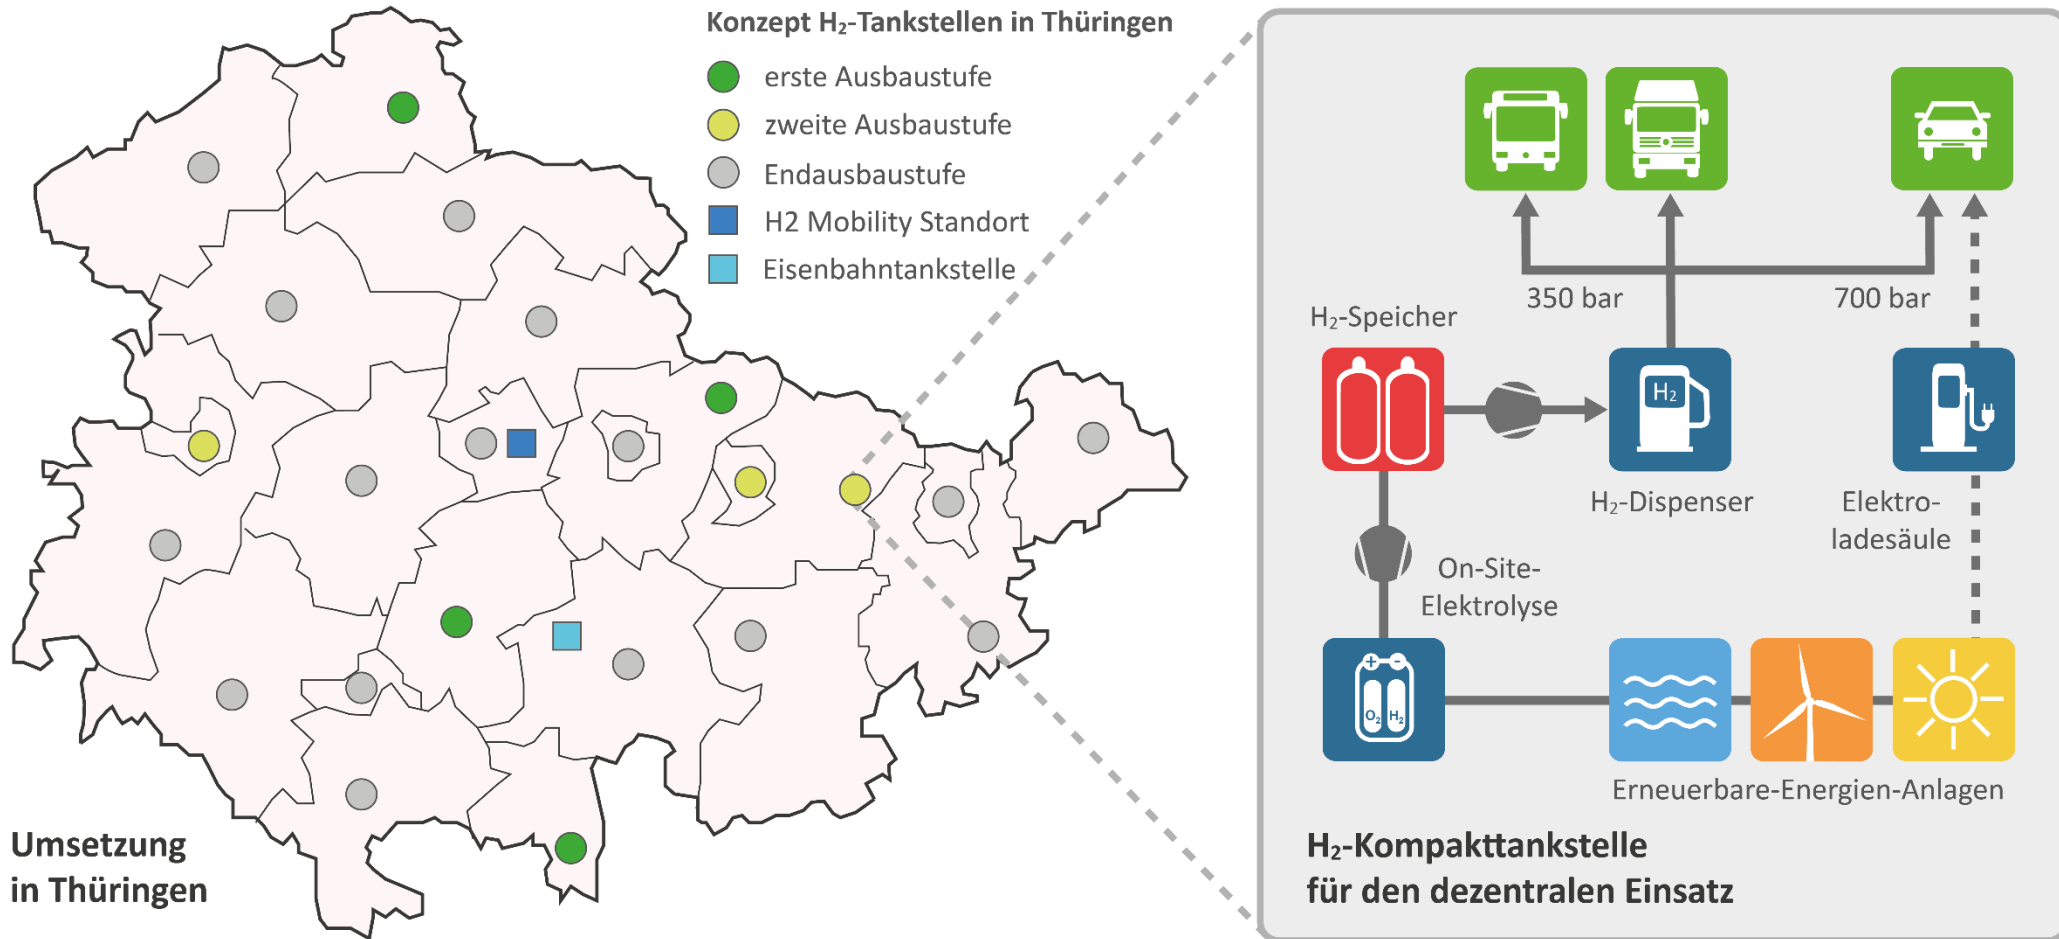 Konzept H₂-Tankstellen in Thüringen
erste Ausbaustufe
zweite Ausbaustufe
Endausbaustufe
H2 Mobility Standort
Eisenbahntankstelle
Umsetzung
in Thüringen
350 bar
700 bar
H₂-Speicher
H₂
H₂-Dispenser
Elektro-
ladesäule
On-Site-
Elektrolyse
+ −
O₂ H₂
Erneuerbare-Energien-Anlagen
H₂-Kompakttankstelle
für den dezentralen Einsatz